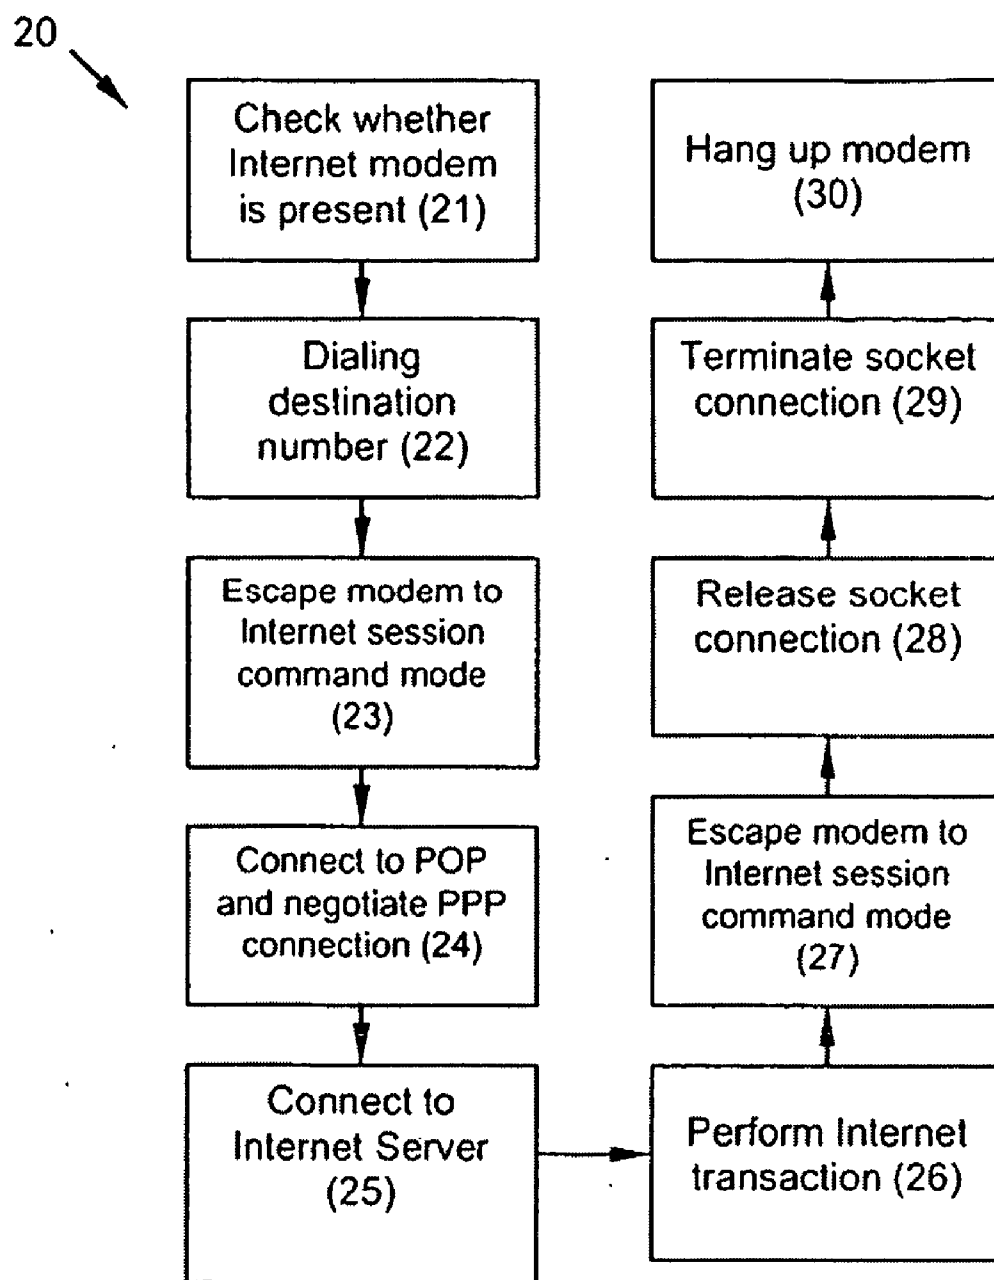 20
Check whether
Internet modem
is present (21)
Dialing
destination
number (22)
Escape modem to
Internet session
command mode
(23)
Connect to POP
and negotiate PPP
connection (24)
Connect to
Internet Server
(25)
Perform Internet
transaction (26)
Escape modem to
Internet session
command mode
(27)
Release socket
connection (28)
Terminate socket
connection (29)
Hang up modem
(30)